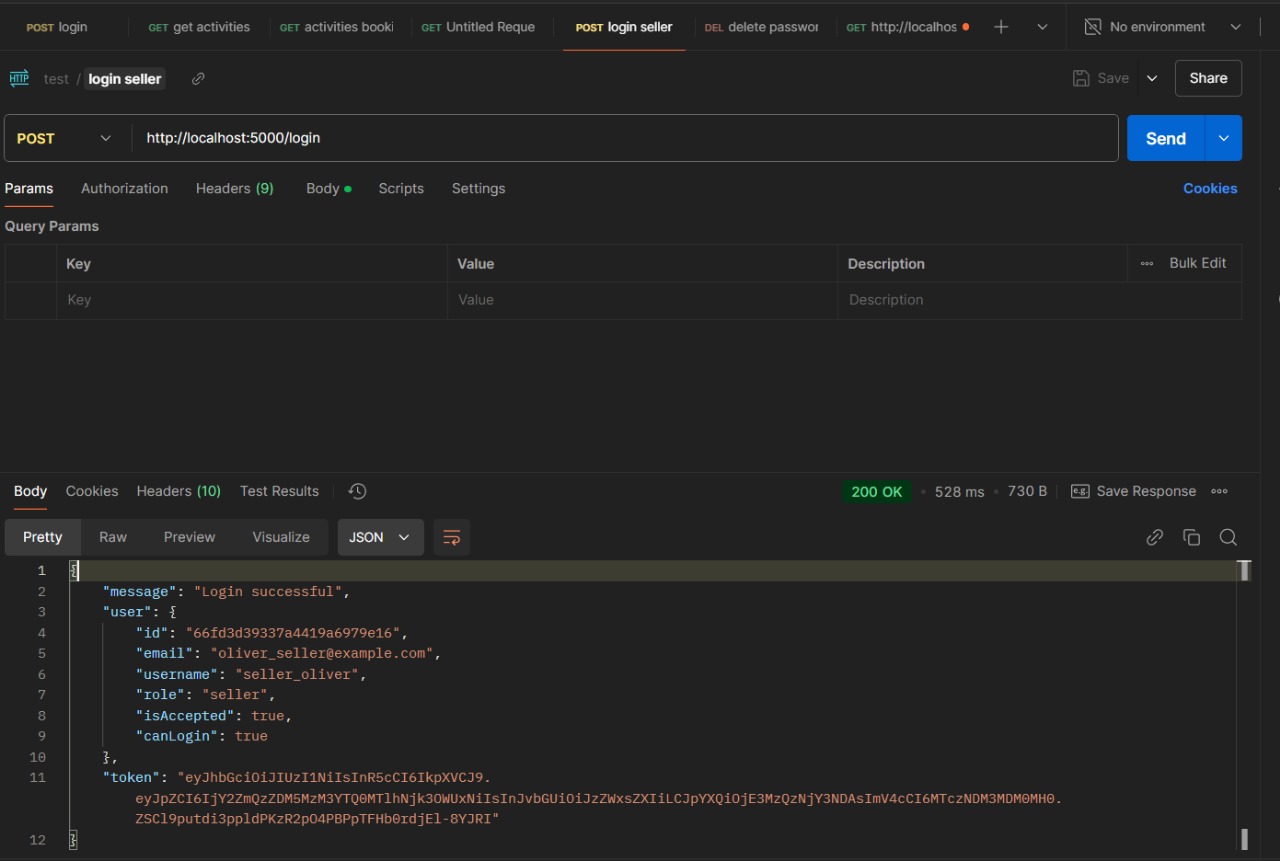 POST login GET get activities GET activities booki GET Untitled Reque POST login seller DEL delete passwor GET http://localhos No environment
HTTP test / login seller Save Share
POST http://localhost:5000/login Send
Params Authorization Headers (9) Body Scripts Settings Cookies
Query Params
Key Value Description Bulk Edit
Key Value Description
Body Cookies Headers (10) Test Results 200 OK 528 ms 730 B e.g. Save Response
Pretty Raw Preview Visualize JSON
1 {
2 "message": "Login successful",
3 "user": {
4 "id": "66fd3d39337a4419a6979e16",
5 "email": "oliver_seller@example.com",
6 "username": "seller_oliver",
7 "role": "seller",
8 "isAccepted": true,
9 "canLogin": true
10 },
11 "token": "eyJhbGciOiJIUzI1NiIsInR5cCI6IkpXVCJ9.
eyJpZCI6IjY2ZmQzZDM5MzM3YTQ0MTlhNjk3OWUxNiIsInJvbGUiOiJzZWxsZXIiLCJpYXQiOjE3MzQzNjY3NDAsImV4cCI6MTczNDM3MDM0MH0.
ZSCl9putdi3ppldPKzR2pO4PBPpTFHb0rdjEl-8YJRI"
12 }